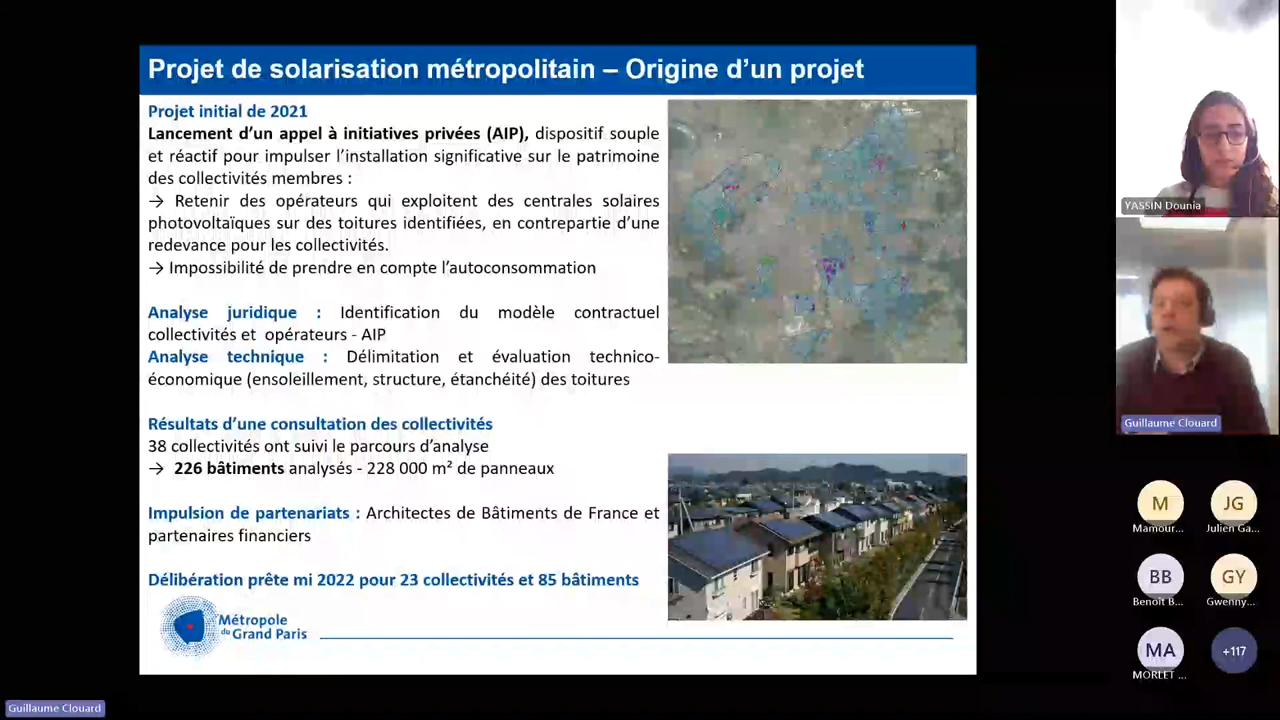 Projet de solarisation métropolitain – Origine d’un projet
Projet initial de 2021
Lancement d’un appel à initiatives privées (AIP), dispositif souple
et réactif pour impulser l’installation significative sur le patrimoine
des collectivités membres :
→ Retenir des opérateurs qui exploitent des centrales solaires
photovoltaïques sur des toitures identifiées, en contrepartie d’une
redevance pour les collectivités.
→ Impossibilité de prendre en compte l’autoconsommation
Analyse juridique : Identification du modèle contractuel
collectivités et opérateurs - AIP
Analyse technique : Délimitation et évaluation technico-
économique (ensoleillement, structure, étanchéité) des toitures
Résultats d’une consultation des collectivités
38 collectivités ont suivi le parcours d’analyse
→ 226 bâtiments analysés - 228 000 m² de panneaux
Impulsion de partenariats : Architectes de Bâtiments de France et
partenaires financiers
Délibération prête mi 2022 pour 23 collectivités et 85 bâtiments
Métropole
du Grand Paris
YASSIN Dounia
Guillaume Clouard
M
JG
Mamour...
Julien Ga...
BB
GY
Benoit B...
Gwenny...
MA
+117
MORLET ...
Guillaume Clouard